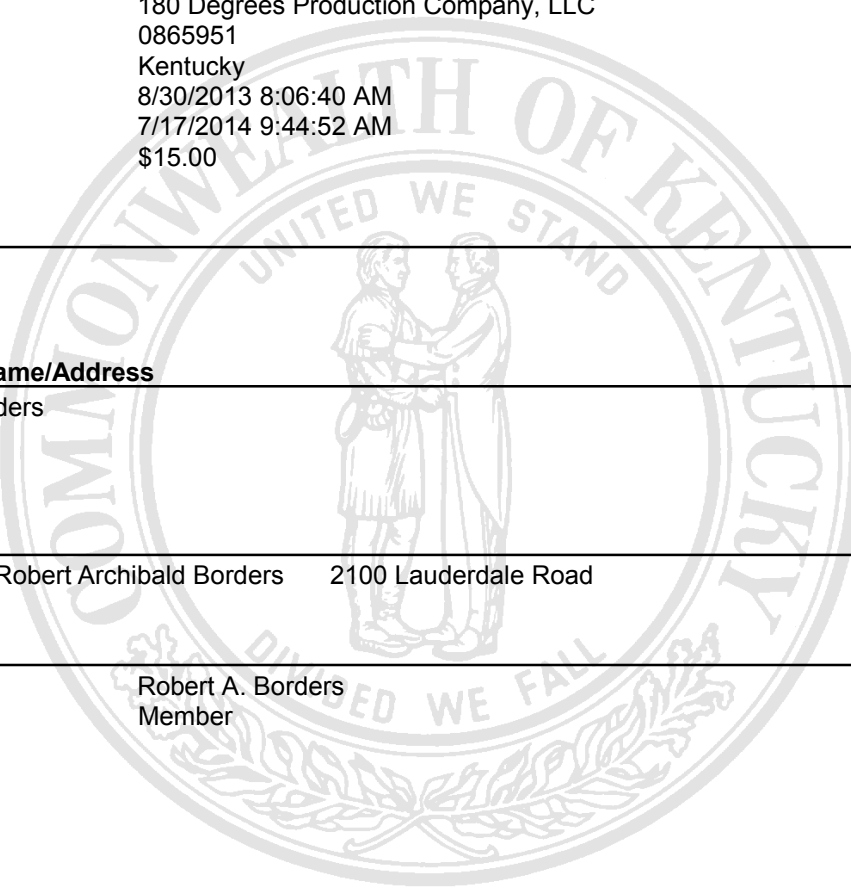 180 Degrees Production Company, LLC
0865951
Kentucky
8/30/2013 8:06:40 AM
7/17/2014 9:44:52 AM
$15.00
COMMONWEALTH OF KENTUCKY
UNITED WE STAND
ame/Address
ders
Robert Archibald Borders 2100 Lauderdale Road
DIVIDED WE FALL
Robert A. Borders
Member